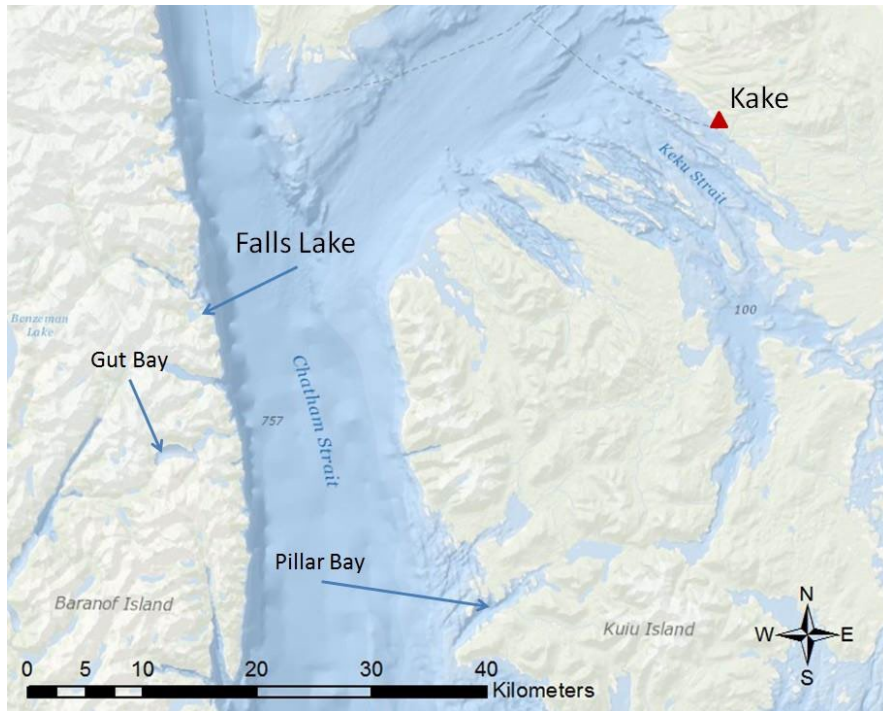 Kake
Keku Strait
Falls Lake
Benzeman
Lake
100
Gut Bay
Chatham Strait
757
Pillar Bay
Baranof Island
Kuiu Island
N
W
E
S
0 5 10 20 30 40
Kilometers